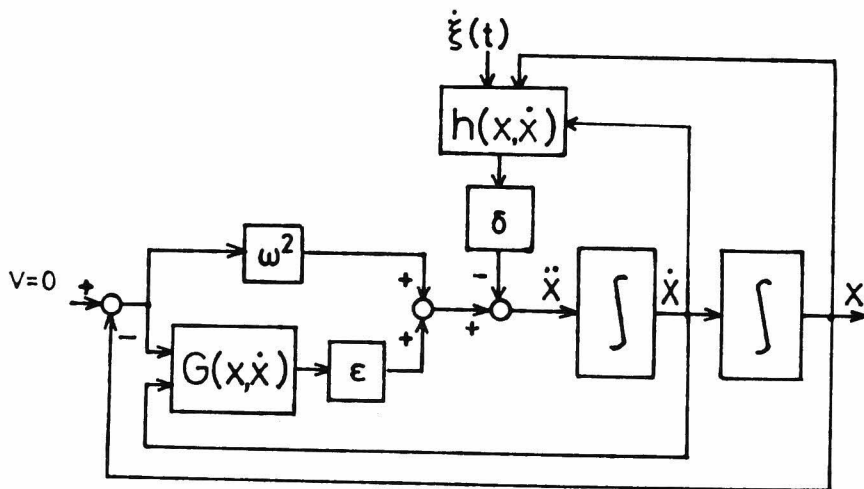 ξ̇(t)
h(x,ẋ)
δ
ω²
v=0
+
−
G(x,ẋ)
ε
+
+
+
−
ẍ
∫
ẋ
∫
x